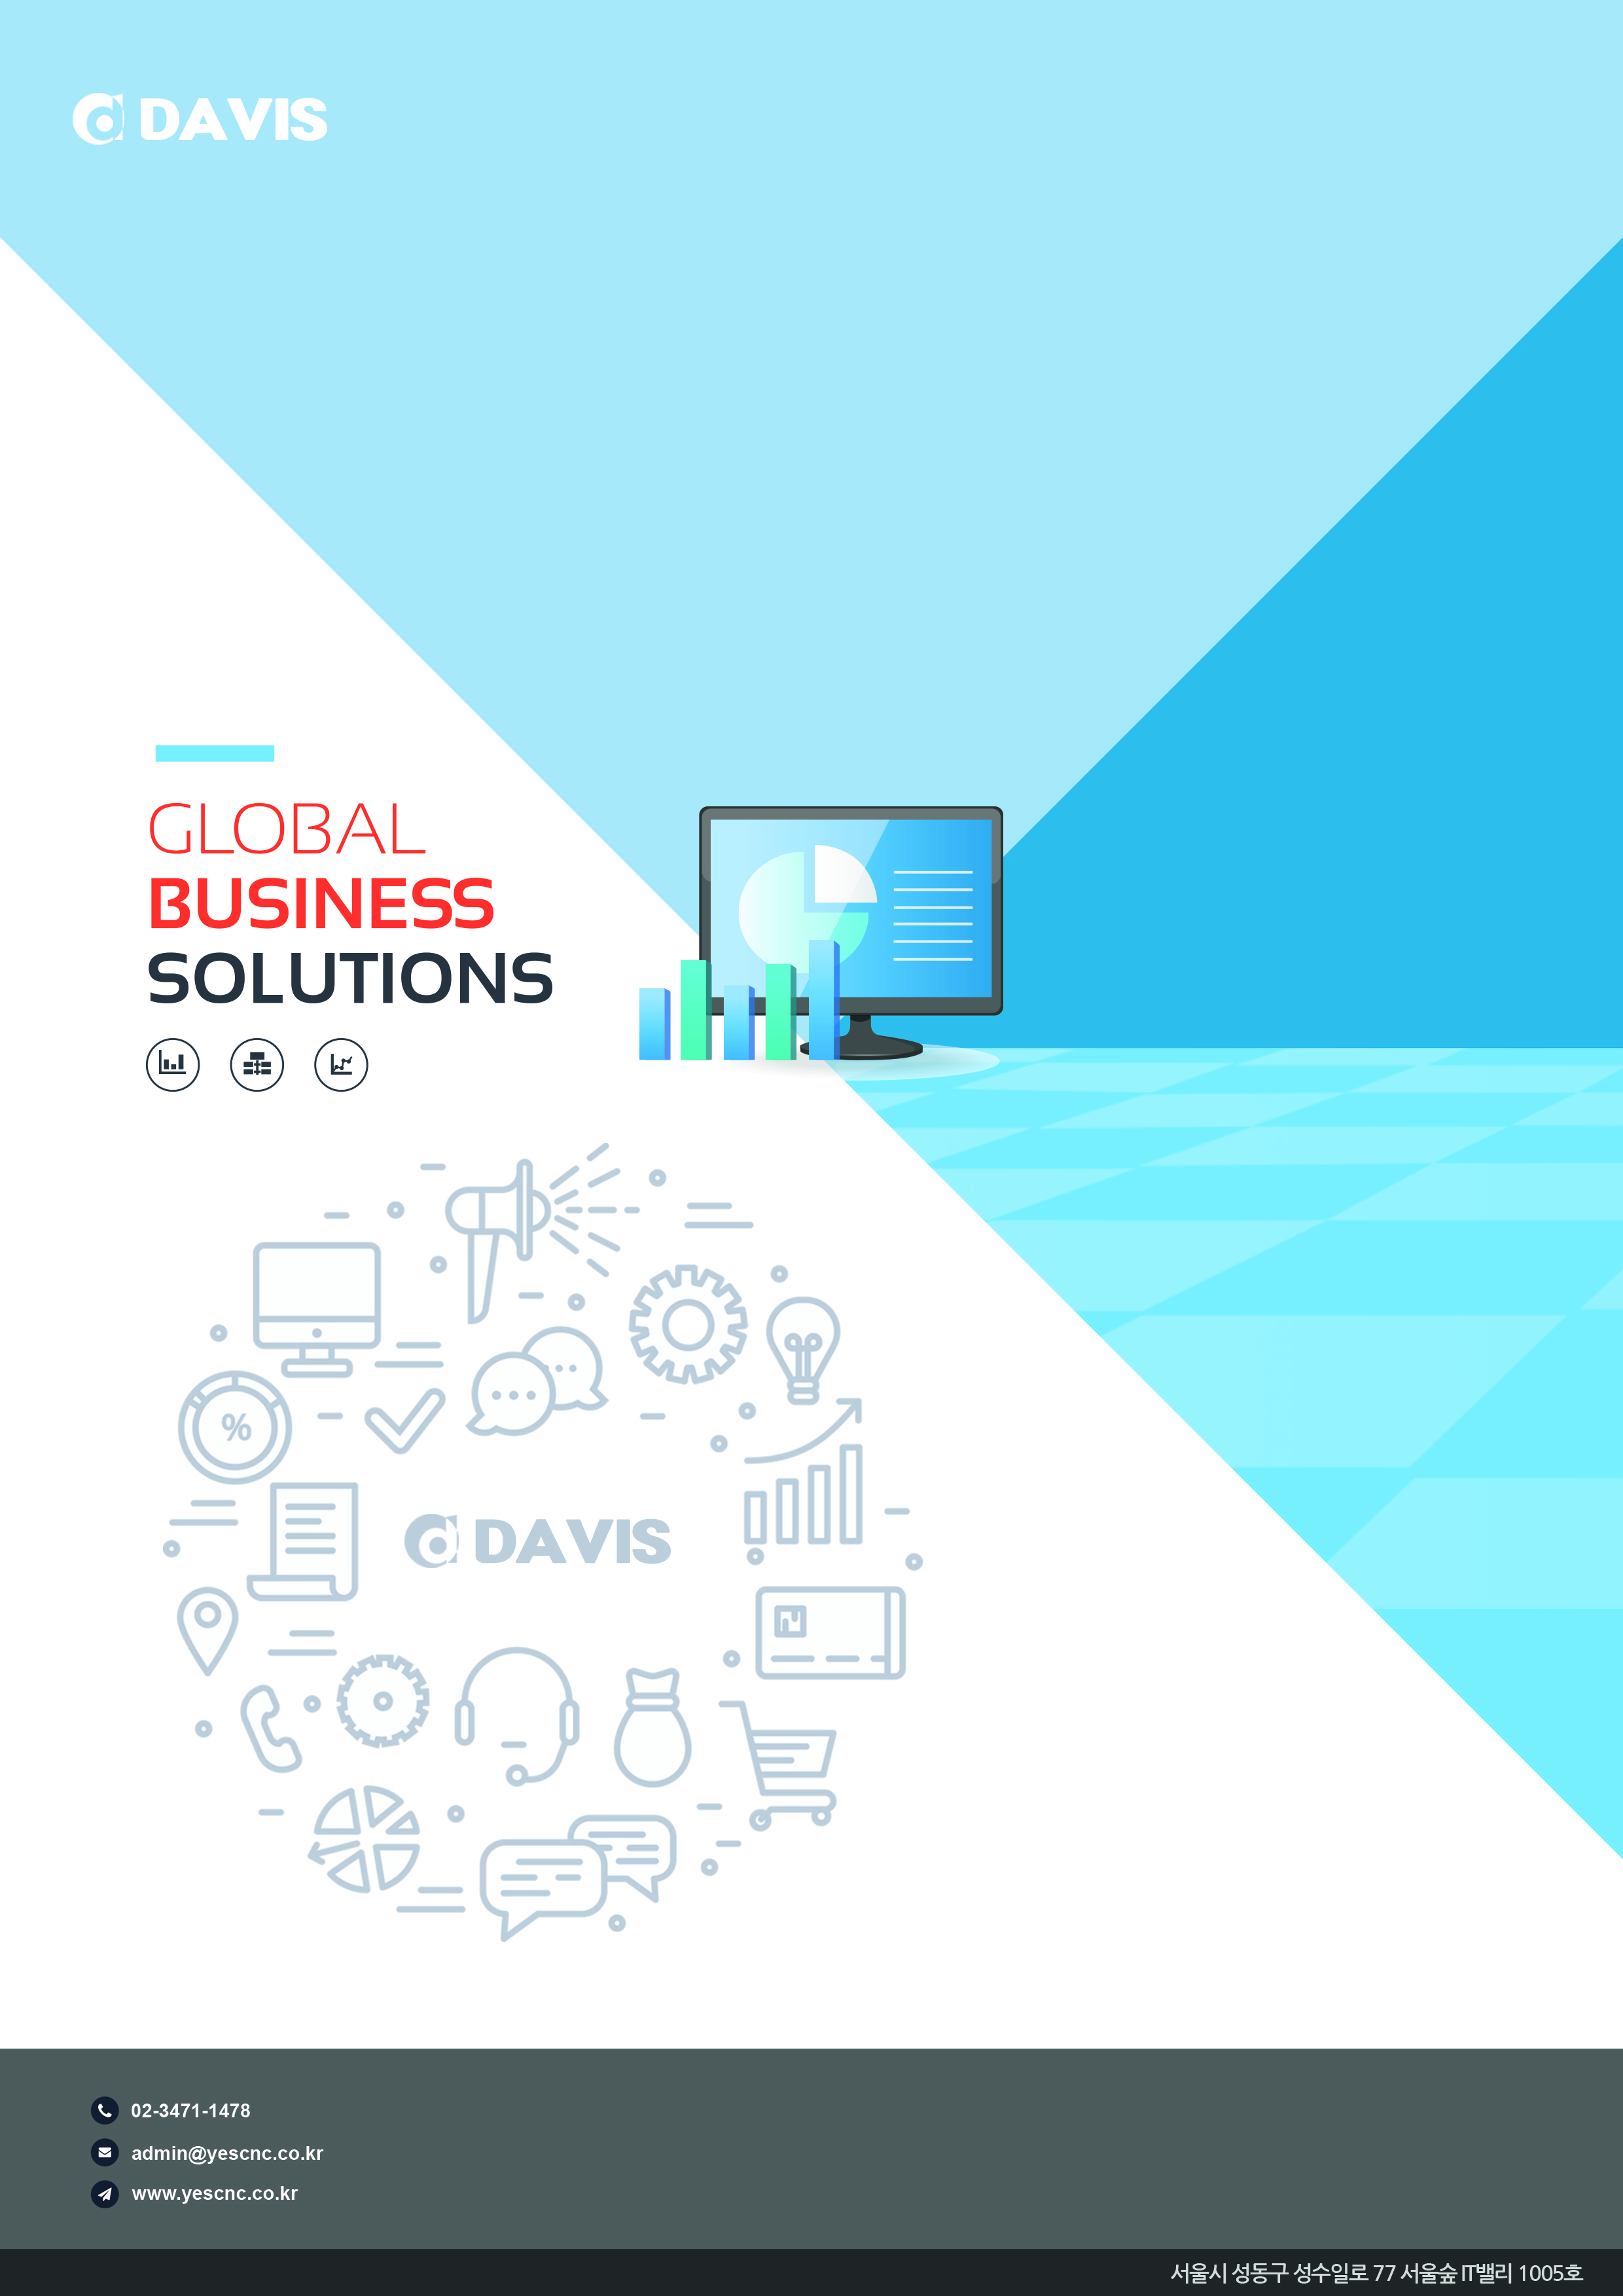 DAVIS
GLOBAL
BUSINESS
SOLUTIONS
%
DAVIS
02-3471-1478
admin@yescnc.co.kr
www.yescnc.co.kr
서울시 성동구 성수일로 77 서울숲 IT밸리 1005호